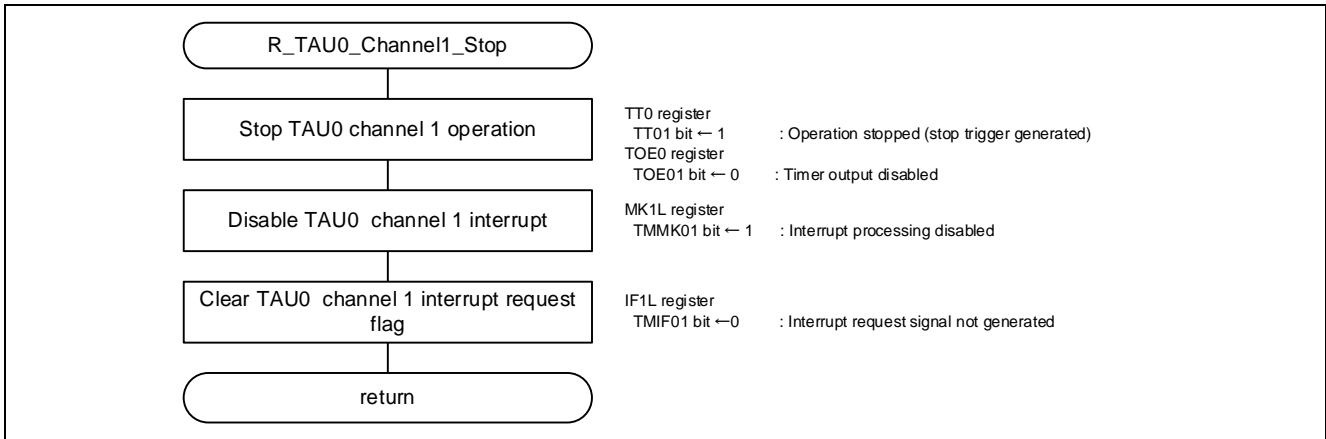 R_TAU0_Channel1_Stop
Stop TAU0 channel 1 operation
TT0 register
TT01 bit ← 1 : Operation stopped (stop trigger generated)
TOE0 register
TOE01 bit ← 0 : Timer output disabled
Disable TAU0 channel 1 interrupt
MK1L register
TMMK01 bit ← 1 : Interrupt processing disabled
Clear TAU0 channel 1 interrupt request
flag
IF1L register
TMIF01 bit ←0 : Interrupt request signal not generated
return